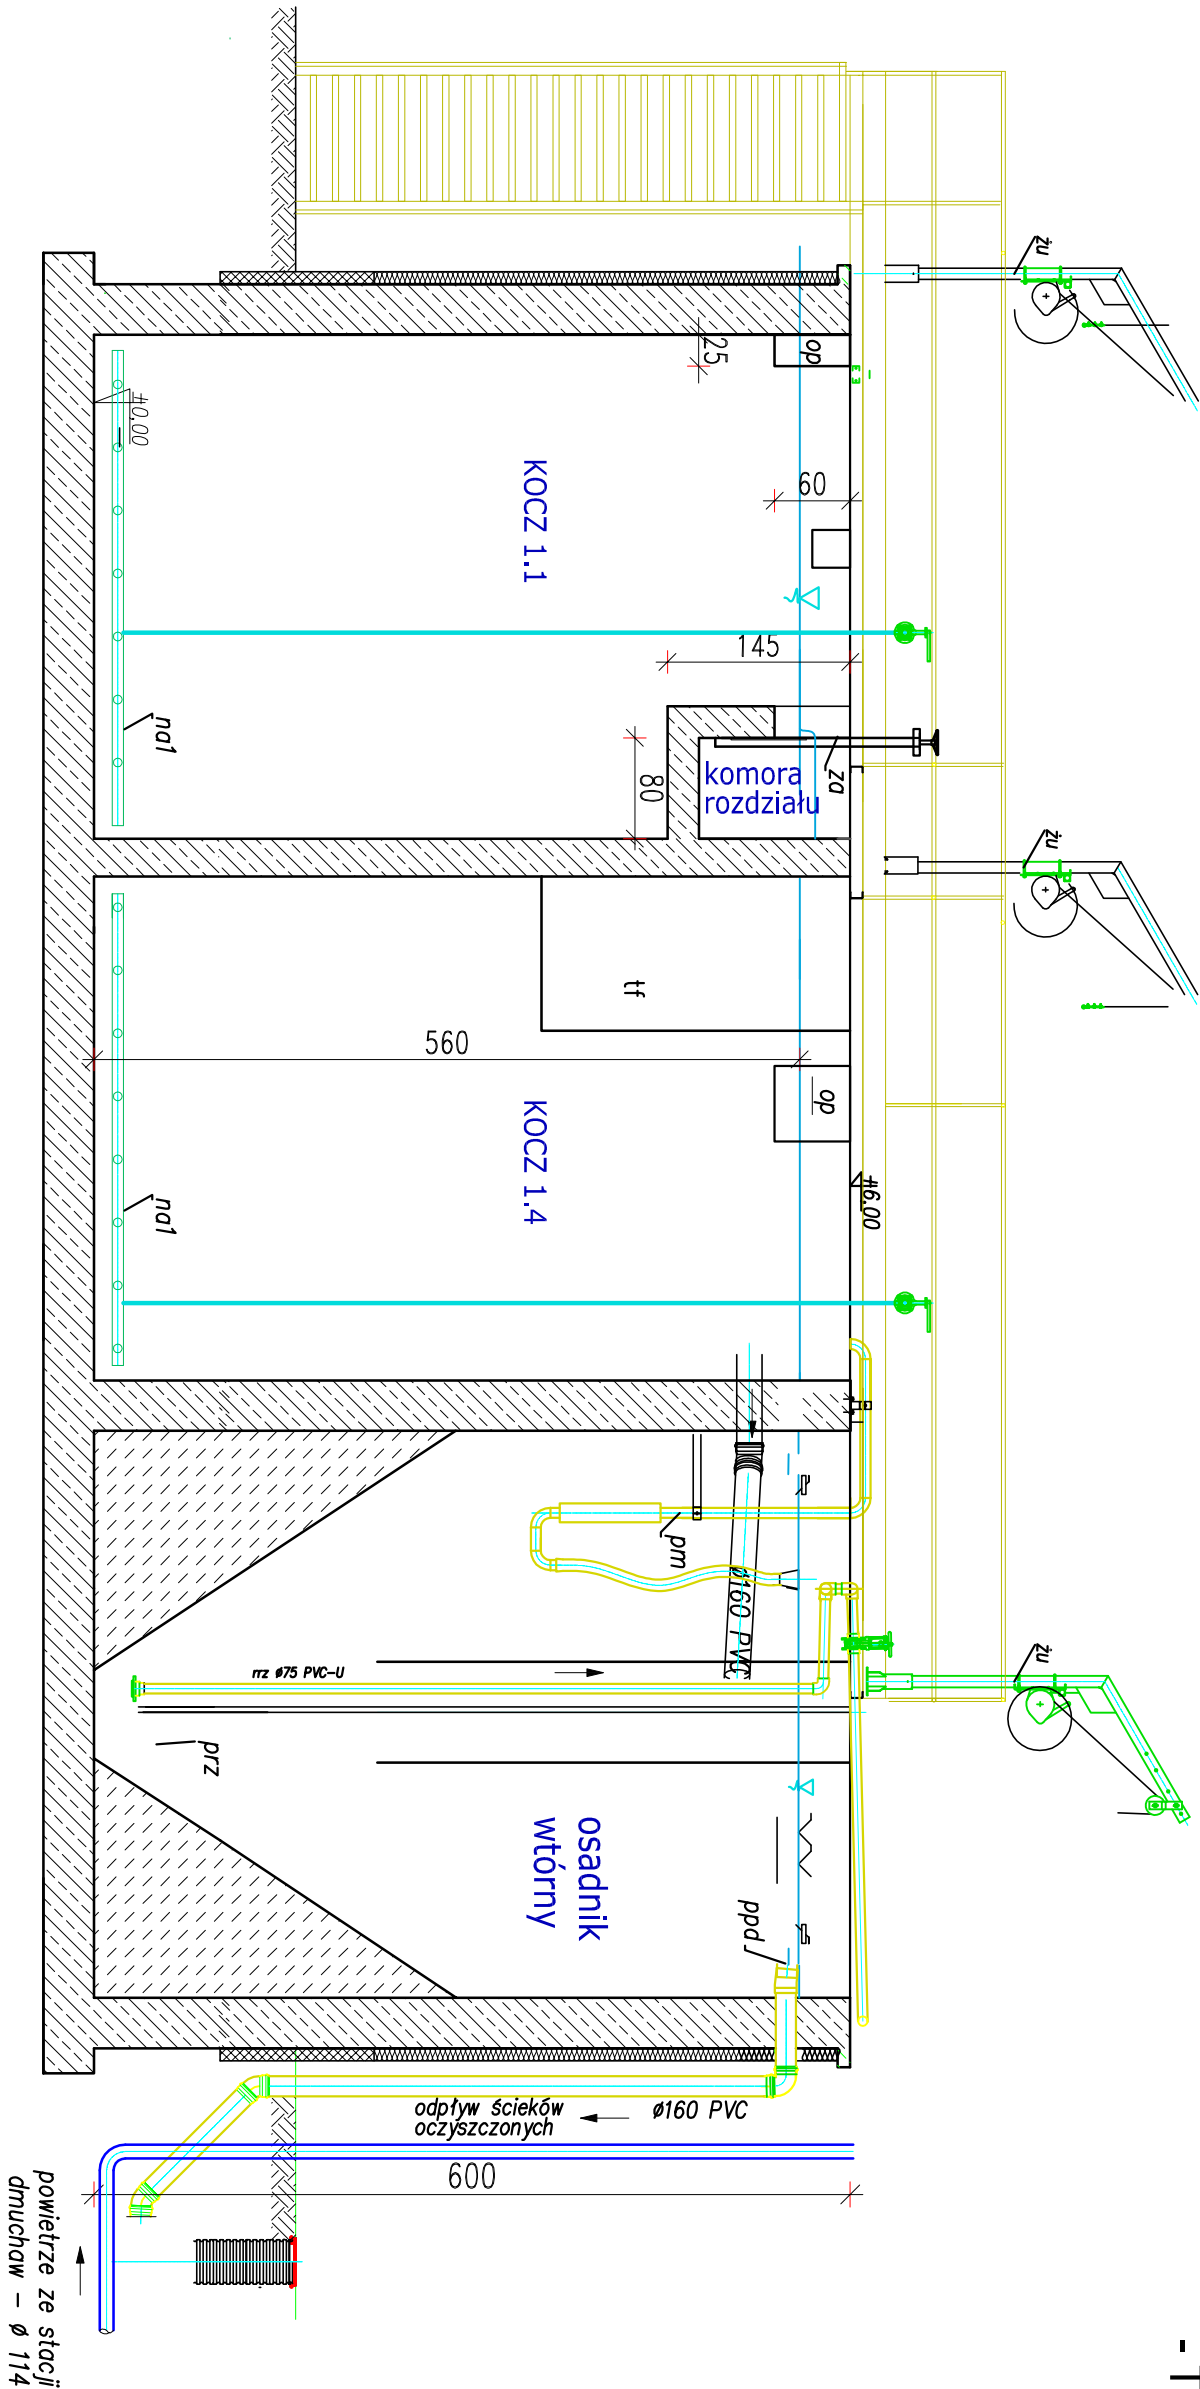 żu
op
25
±0,00
60
KOCZ 1.1
145
na1
za
komora
rozdziału
80
żu
tf
560
op
KOCZ 1.4
±6.00
na1
pm
ø160 PVC
rrz ø75 PVC-U
żu
prz
osadnik
wtórny
ppd
odpływ ścieków
oczyszczonych
ø160 PVC
600
powietrze ze stacji
dmuchaw - ø 114